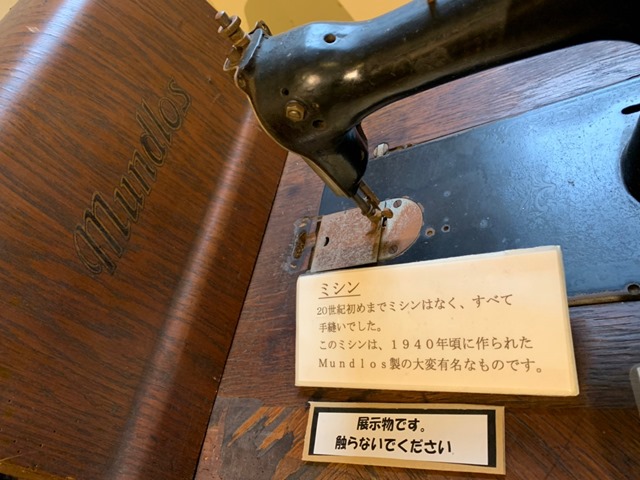 Mundlos
ミシン
20世紀初めまでミシンはなく、すべて
手縫いでした。
このミシンは、１９４０年頃に作られた
Ｍｕｎｄｌｏｓ製の大変有名なものです。
展示物です。
触らないでください